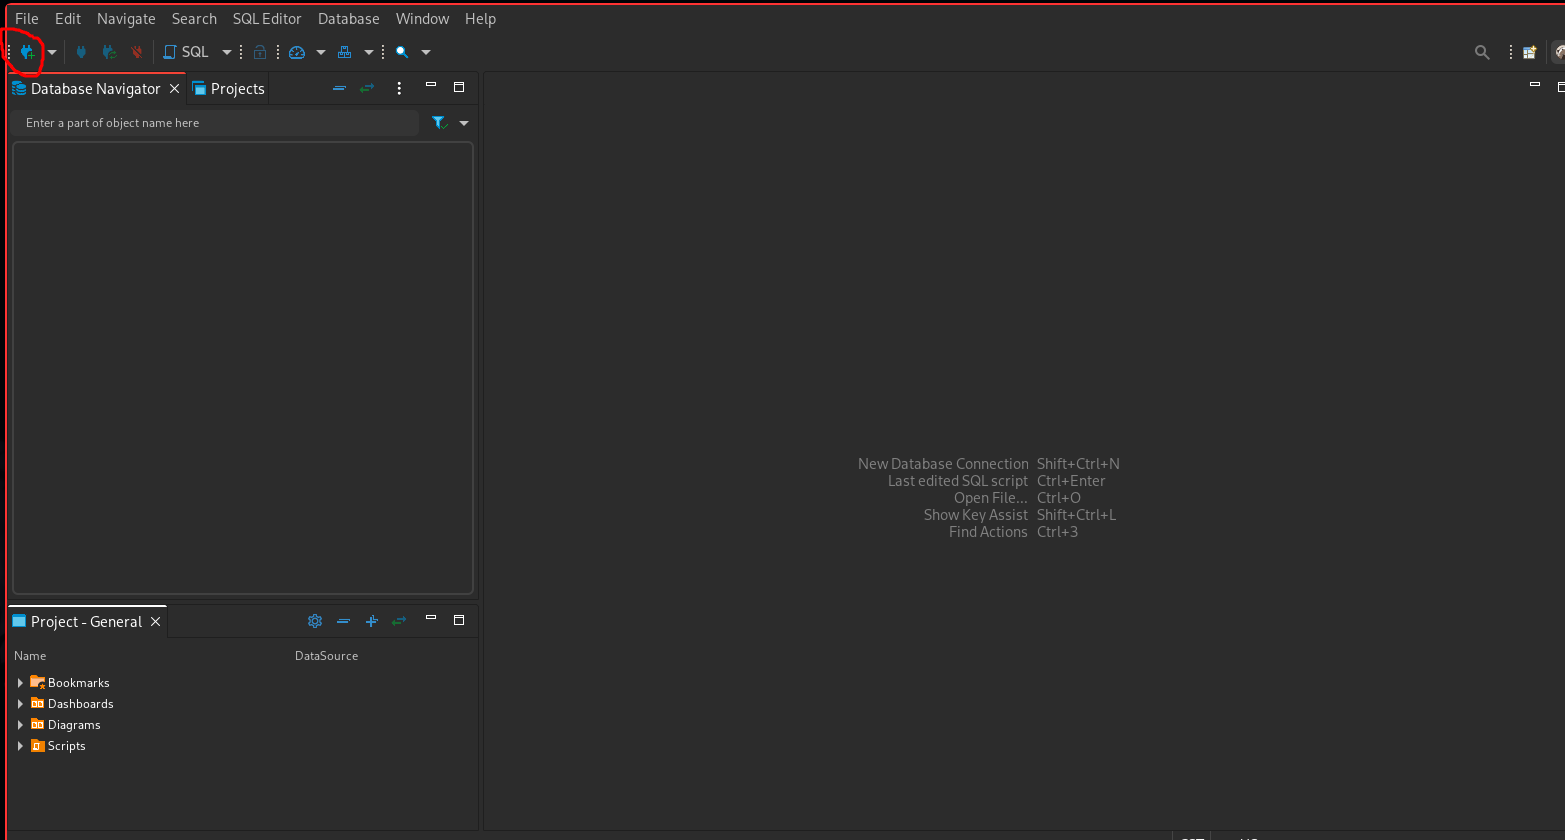 File Edit Navigate Search SQL Editor Database Window Help
SQL
Database Navigator Projects
Enter a part of object name here
New Database Connection Shift+Ctrl+N
Last edited SQL script Ctrl+Enter
Open File... Ctrl+O
Show Key Assist Shift+Ctrl+L
Find Actions Ctrl+3
Project - General
Name DataSource
Bookmarks
Dashboards
Diagrams
Scripts